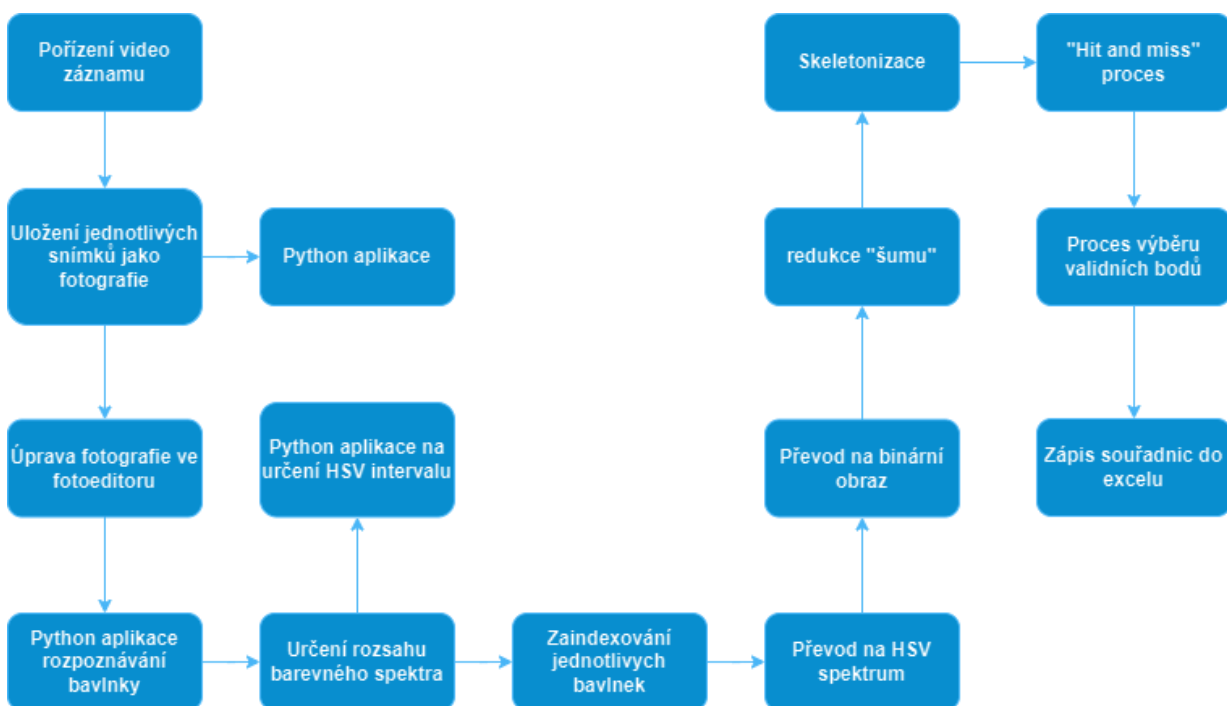 Pořízení video
záznamu
Uložení jednotlivých
snímků jako
fotografie
Python aplikace
Úprava fotografie ve
fotoeditoru
Python aplikace
rozpoznávání
bavlnky
Určení rozsahu
barevného spektra
Python aplikace na
určení HSV intervalu
Zaindexování
jednotlivych
bavlnek
Převod na HSV
spektrum
Převod na binární
obraz
redukce "šumu"
Skeletonizace
"Hit and miss"
proces
Proces výběru
validních bodů
Zápis souřadnic do
excelu